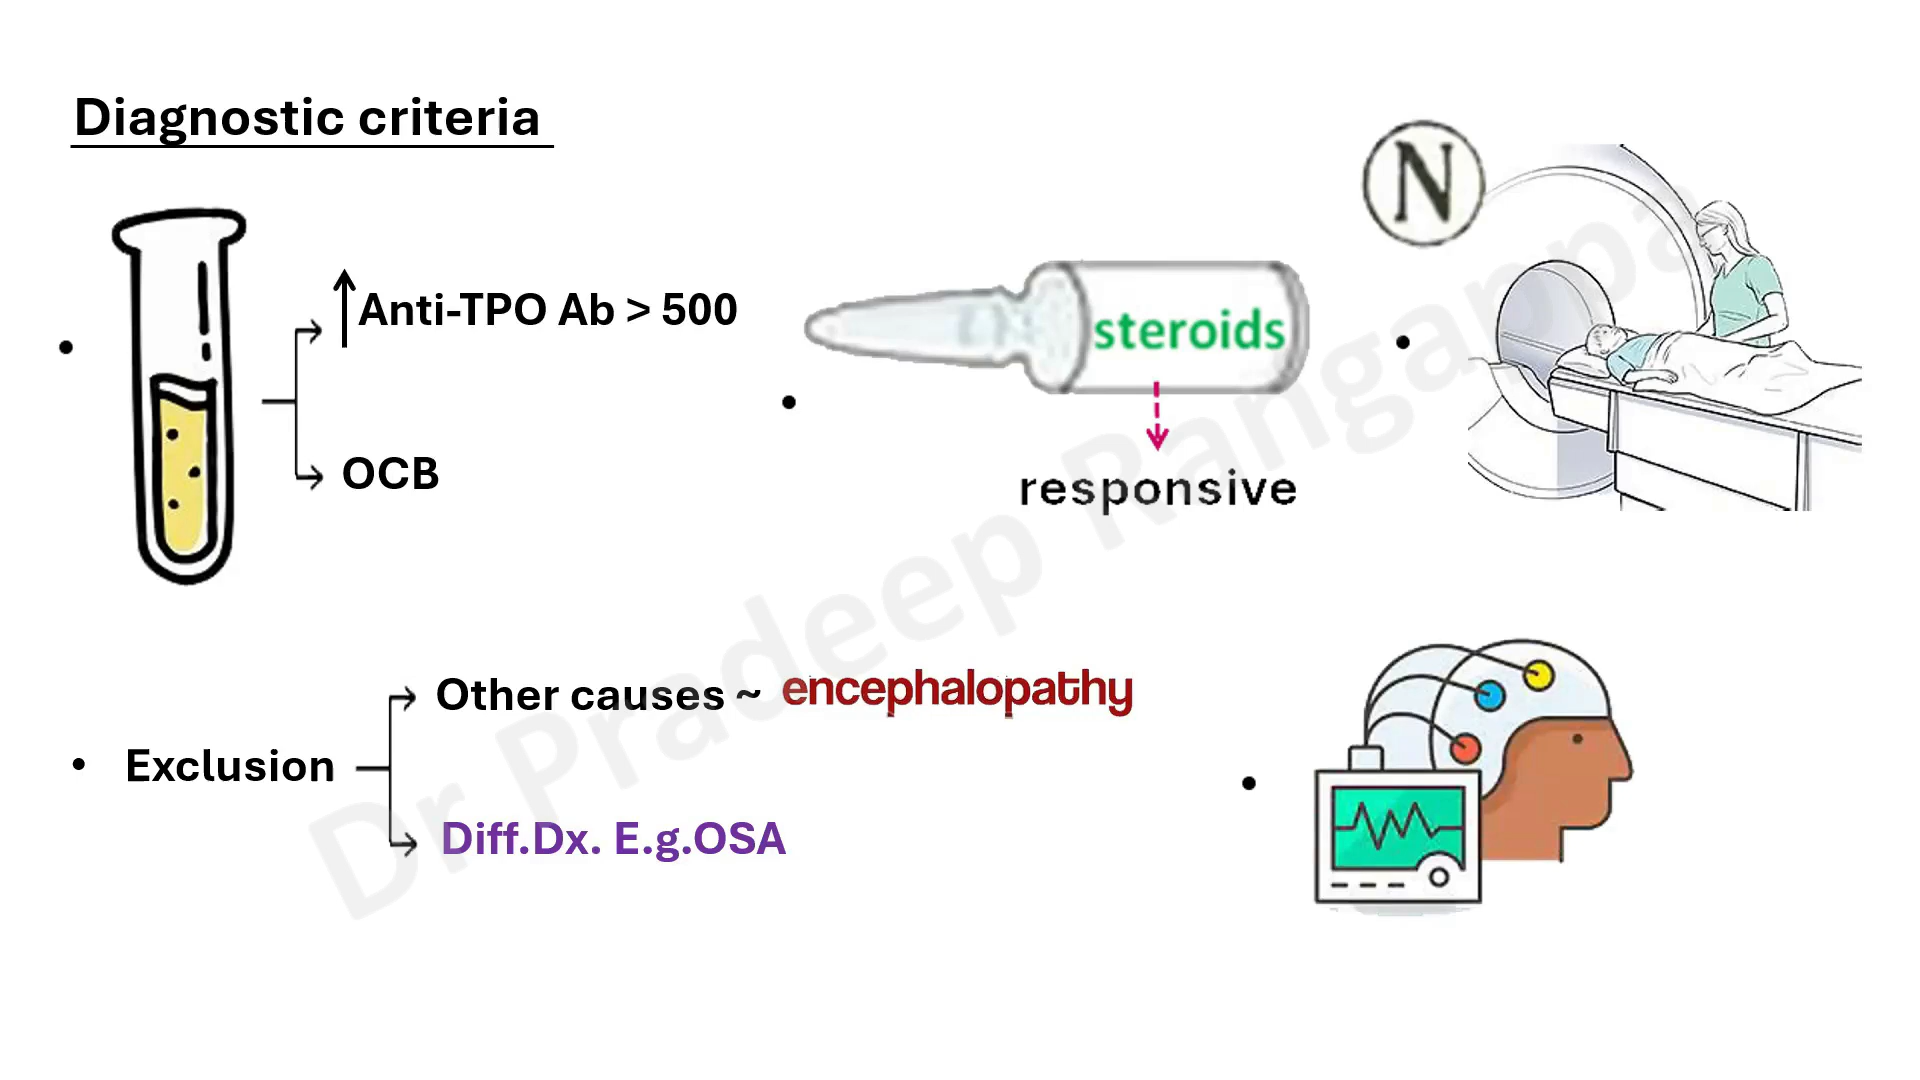 Diagnostic criteria
N
Anti-TPO Ab > 500
steroids
OCB
responsive
Other causes ~ encephalopathy
Exclusion
Diff.Dx. E.g.OSA
Dr Pradeep Rangappa